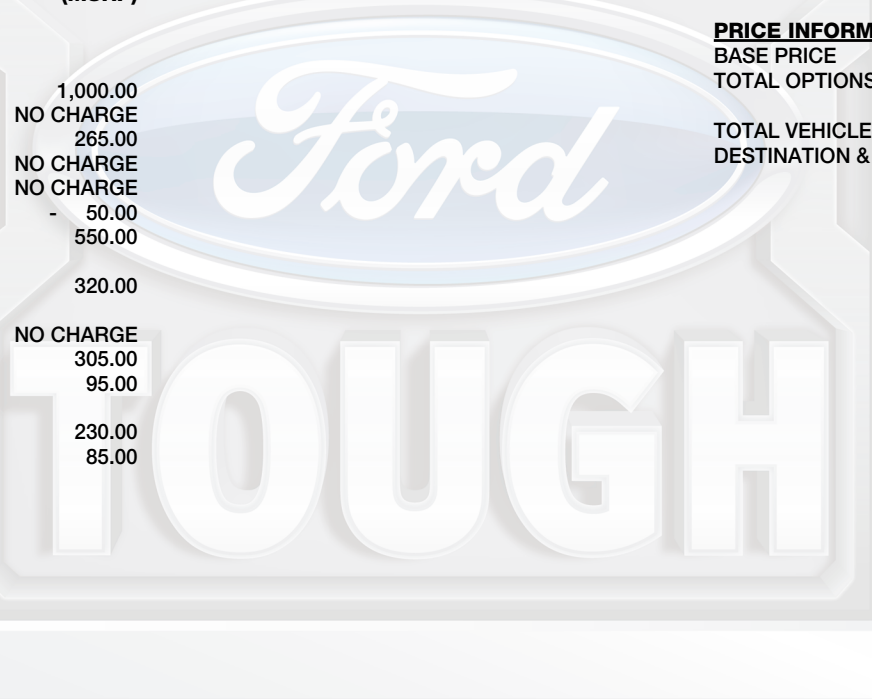 1,000.00
NO CHARGE
265.00
NO CHARGE
NO CHARGE
- 50.00
550.00
320.00
NO CHARGE
305.00
95.00
230.00
85.00
PRICE INFORM
BASE PRICE
TOTAL OPTIONS
TOTAL VEHICLE
DESTINATION &
Ford
TOUGH